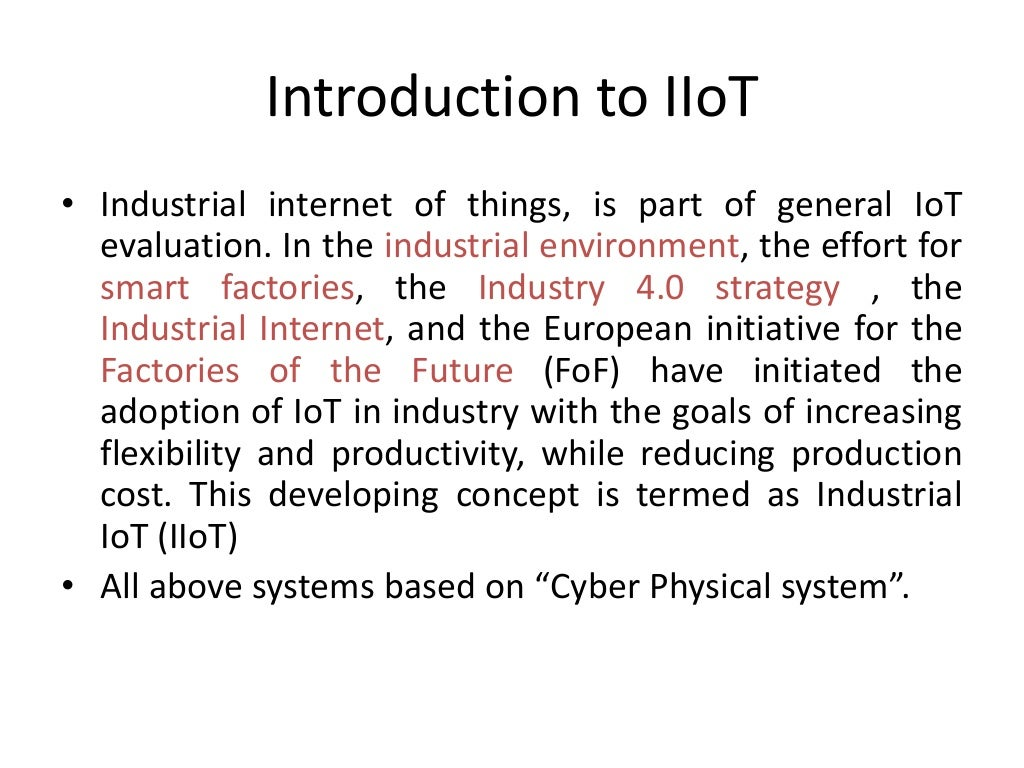 Introduction to IIoT
• Industrial internet of things, is part of general IoT
evaluation. In the industrial environment, the effort for
smart factories, the Industry 4.0 strategy , the
Industrial Internet, and the European initiative for the
Factories of the Future (FoF) have initiated the
adoption of IoT in industry with the goals of increasing
flexibility and productivity, while reducing production
cost. This developing concept is termed as Industrial
IoT (IIoT)
• All above systems based on “Cyber Physical system”.